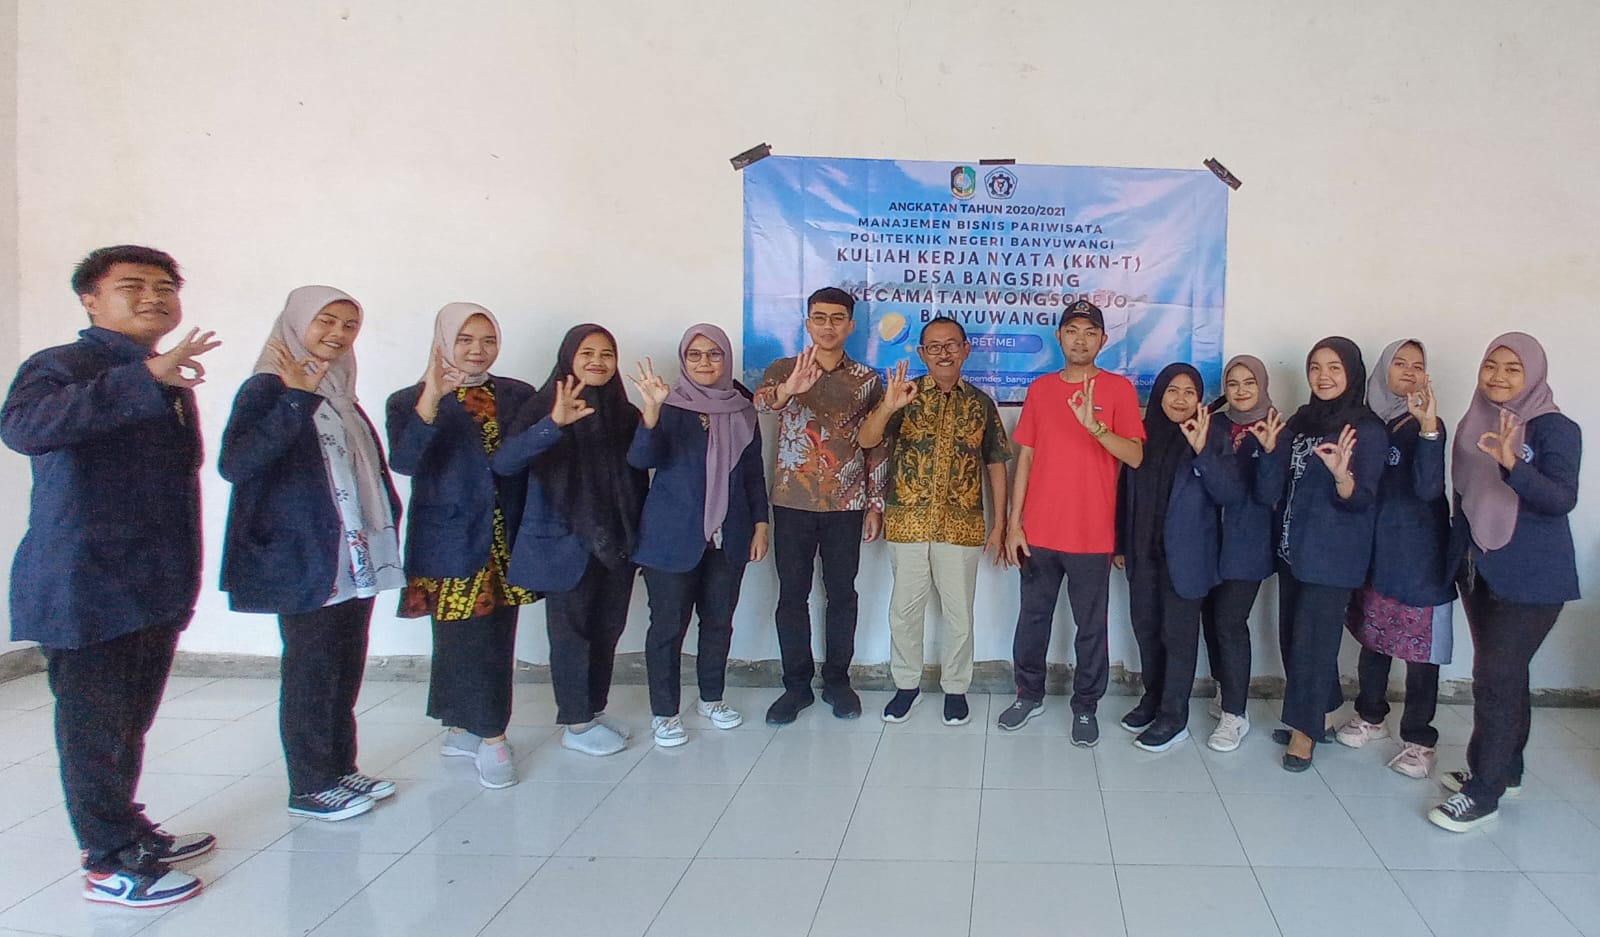 ANGKATAN TAHUN 2020/2021
MANAJEMEN BISNIS PARIWISATA
POLITEKNIK NEGERI BANYUWANGI
KULIAH KERJA NYATA (KKN-T)
DESA BANGSRING
KECAMATAN WONGSOREJO
BANYUWANGI